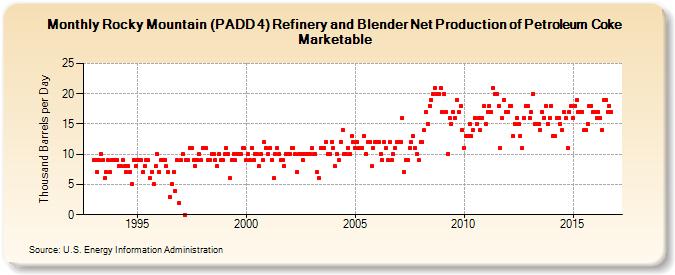 Monthly Rocky Mountain (PADD 4) Refinery and Blender Net Production of Petroleum Coke
Marketable
Thousand Barrels per Day
25
20
15
10
5
0
1995
2000
2005
2010
2015
Source: U.S. Energy Information Administration